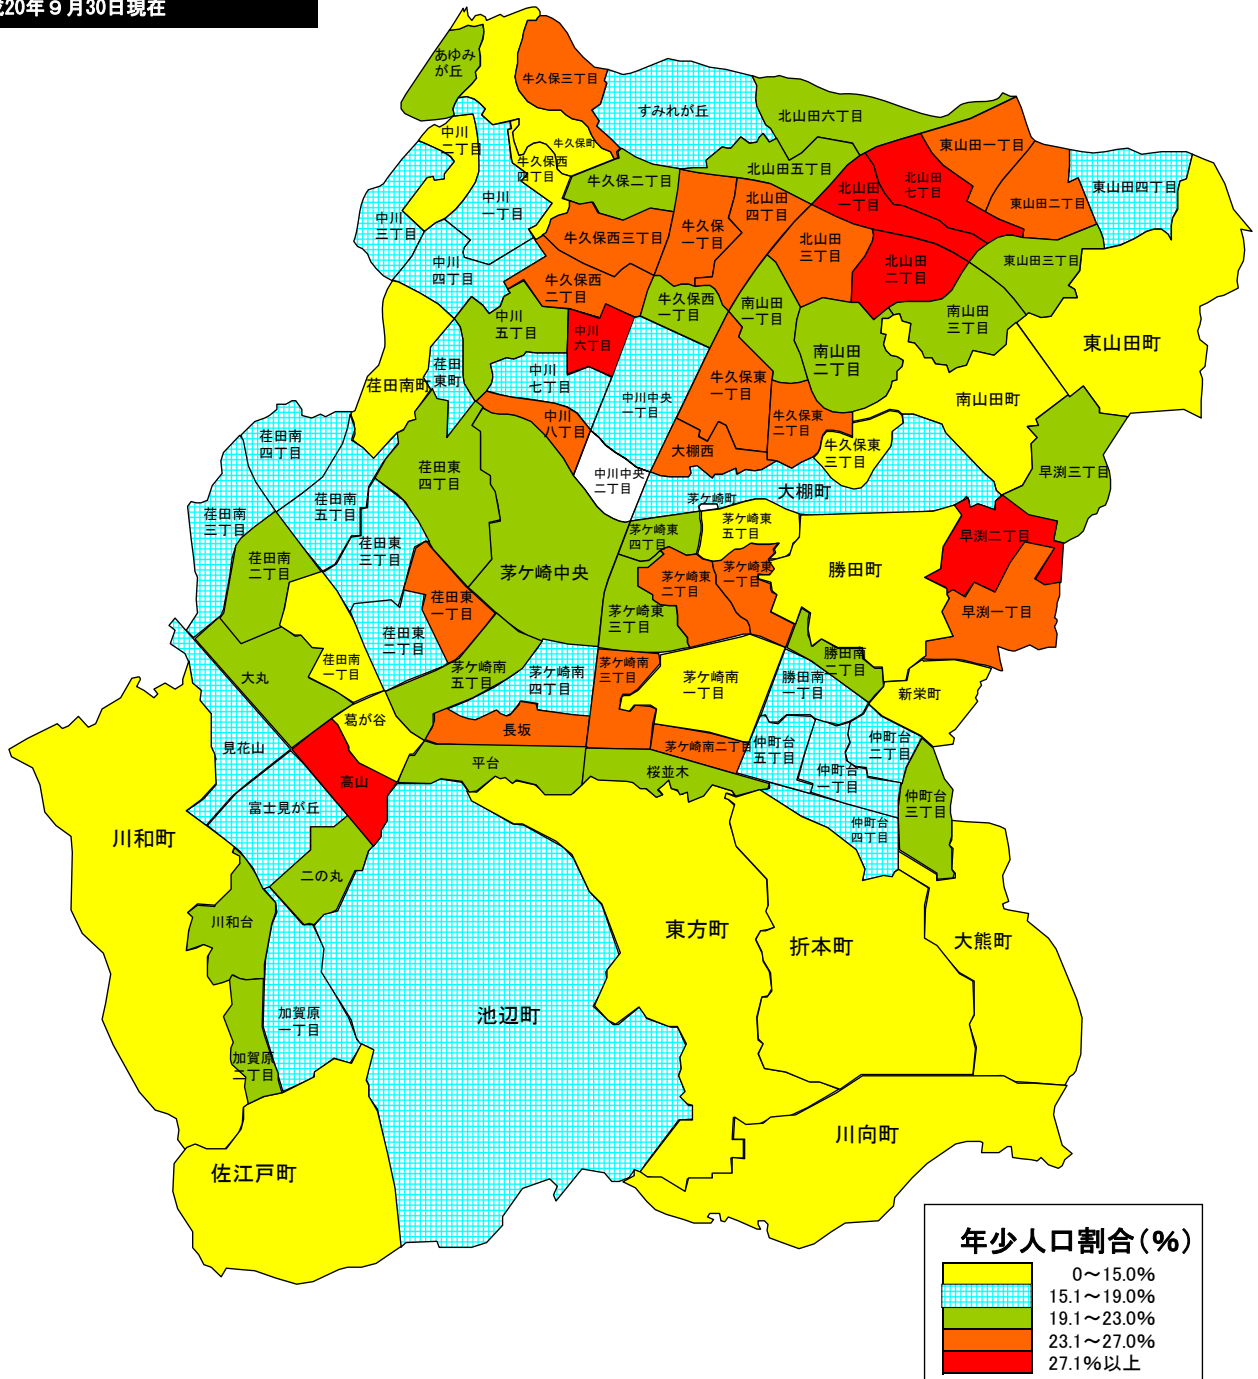 20年９月30日現在
あゆみ
が丘
牛久保三丁目
すみれが丘
北山田六丁目
中川
二丁目
牛久保町
牛久保西
四丁目
東山田一丁目
北山田五丁目
北山田
七丁目
牛久保二丁目
北山田
一丁目
東山田四丁目
中川
一丁目
北山田
四丁目
東山田二丁目
中川
三丁目
牛久保西三丁目
牛久保
一丁目
北山田
三丁目
北山田
二丁目
東山田三丁目
中川
四丁目
牛久保西
二丁目
牛久保西
一丁目
南山田
一丁目
南山田
三丁目
中川
五丁目
中川
六丁目
東山田町
南山田
二丁目
荏田
東町
中川
七丁目
荏田南町
牛久保東
一丁目
中川中央
一丁目
南山田町
中川
八丁目
牛久保東
二丁目
荏田南
四丁目
大棚西
牛久保東
三丁目
荏田東
四丁目
中川中央
二丁目
早渕三丁目
荏田南
五丁目
大棚町
茅ケ崎町
荏田南
三丁目
茅ケ崎東
五丁目
茅ケ崎東
四丁目
早渕二丁目
荏田東
三丁目
荏田南
二丁目
茅ケ崎中央
茅ケ崎東
一丁目
勝田町
茅ケ崎東
二丁目
荏田東
一丁目
茅ケ崎東
三丁目
早渕一丁目
荏田東
二丁目
荏田南
一丁目
茅ケ崎南
五丁目
茅ケ崎南
四丁目
茅ケ崎南
三丁目
茅ケ崎南
一丁目
勝田南
二丁目
勝田南
一丁目
大丸
新栄町
葛が谷
長坂
見花山
茅ケ崎南二丁目
仲町台
五丁目
仲町台
二丁目
平台
桜並木
仲町台
一丁目
高山
富士見が丘
仲町台
三丁目
仲町台
四丁目
川和町
二の丸
川和台
東方町
折本町
大熊町
加賀原
一丁目
池辺町
加賀原
二丁目
川向町
佐江戸町
年少人口割合(%)
0～15.0%
15.1～19.0%
19.1～23.0%
23.1～27.0%
27.1%以上